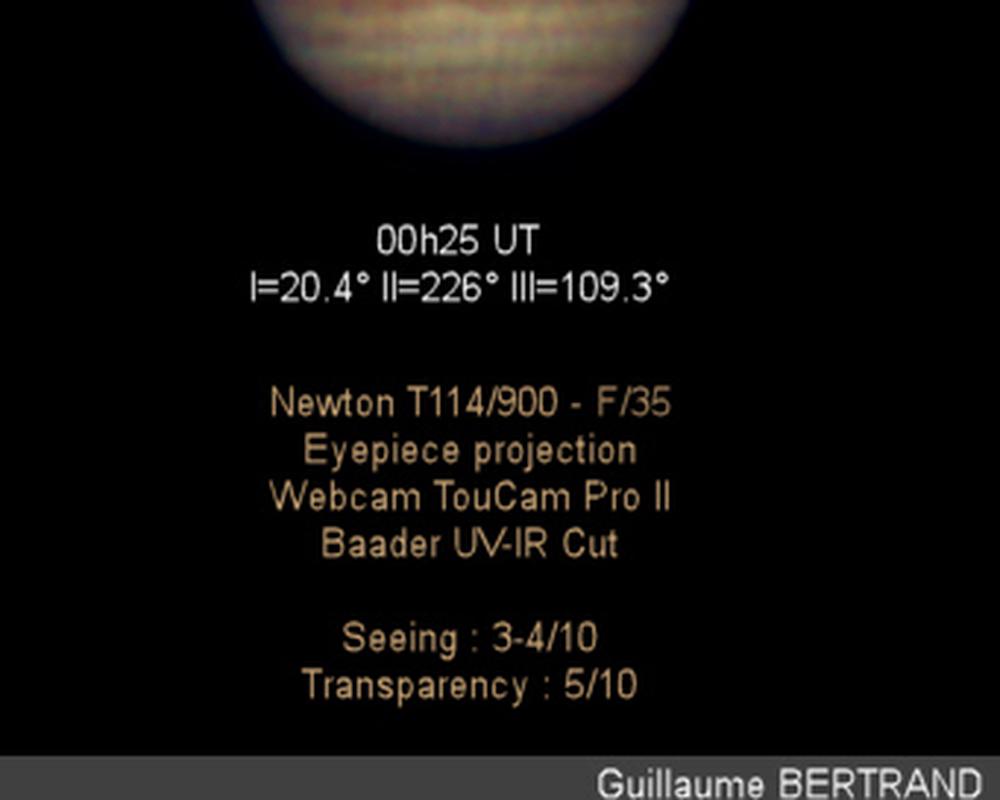 00h25 UT
I=20.4° II=226° III=109.3°
Newton T114/900 - F/35
Eyepiece projection
Webcam TouCam Pro II
Baader UV-IR Cut
Seeing : 3-4/10
Transparency : 5/10
Guillaume BERTRAND